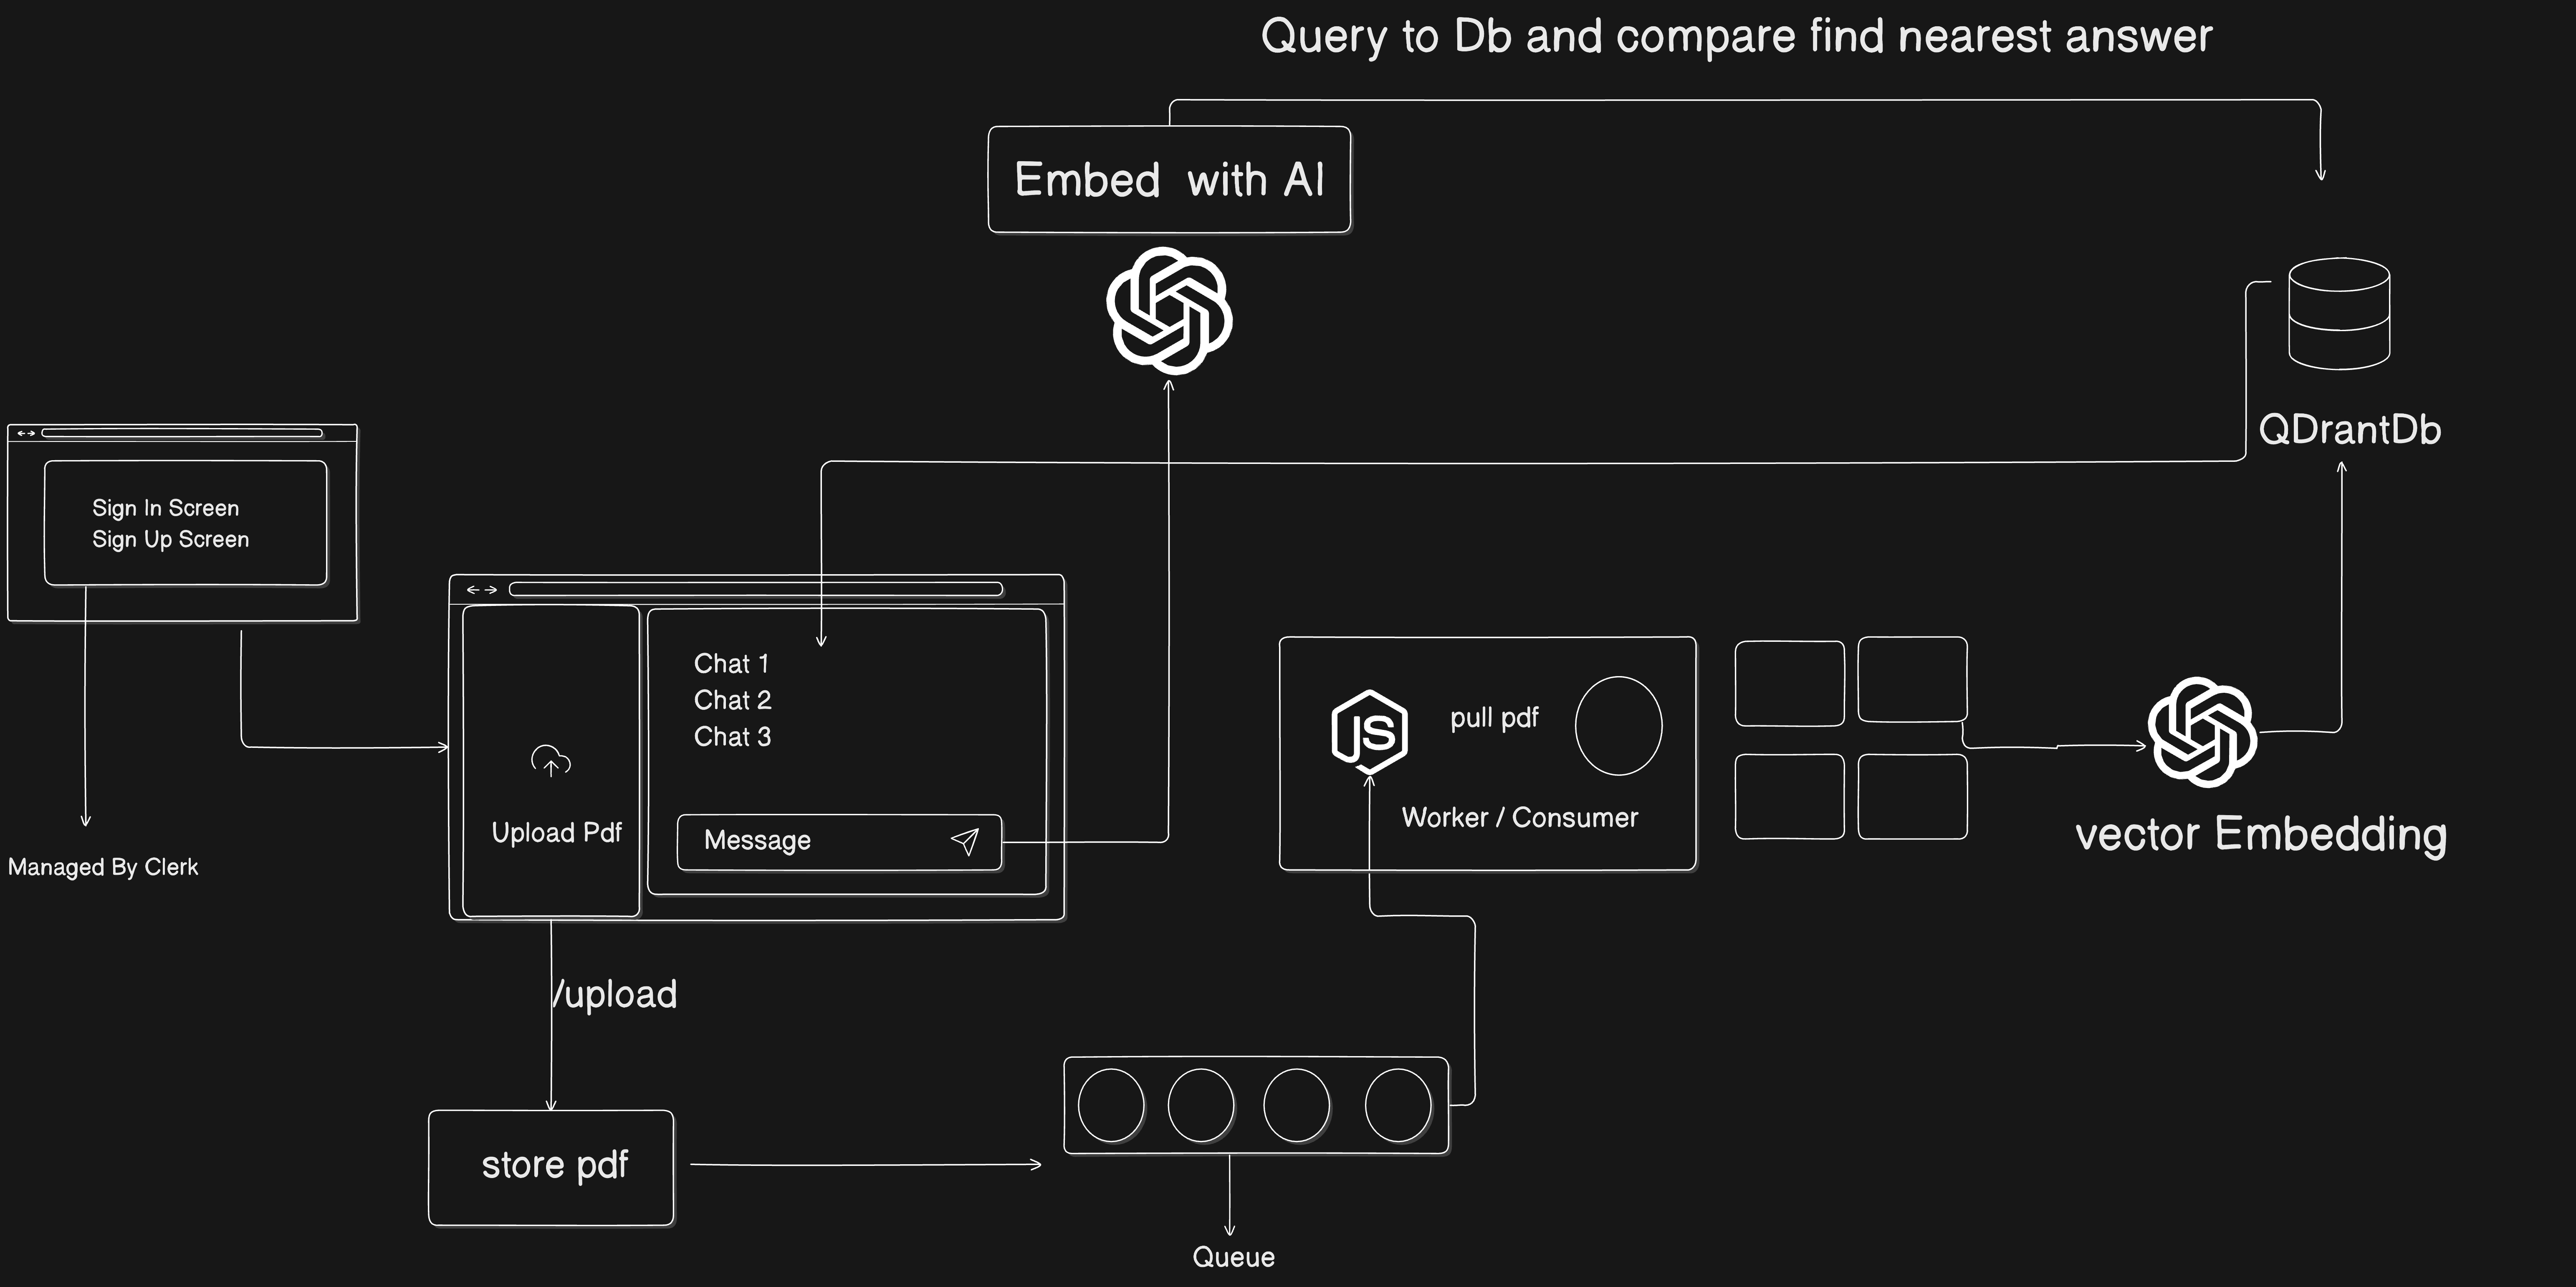 Query to Db and compare find nearest answer
Embed with AI
QDrantDb
Sign In Screen
Sign Up Screen
Managed By Clerk
Upload Pdf
Chat 1
Chat 2
Chat 3
Message
JS
pull pdf
Worker / Consumer
vector Embedding
/upload
store pdf
Queue